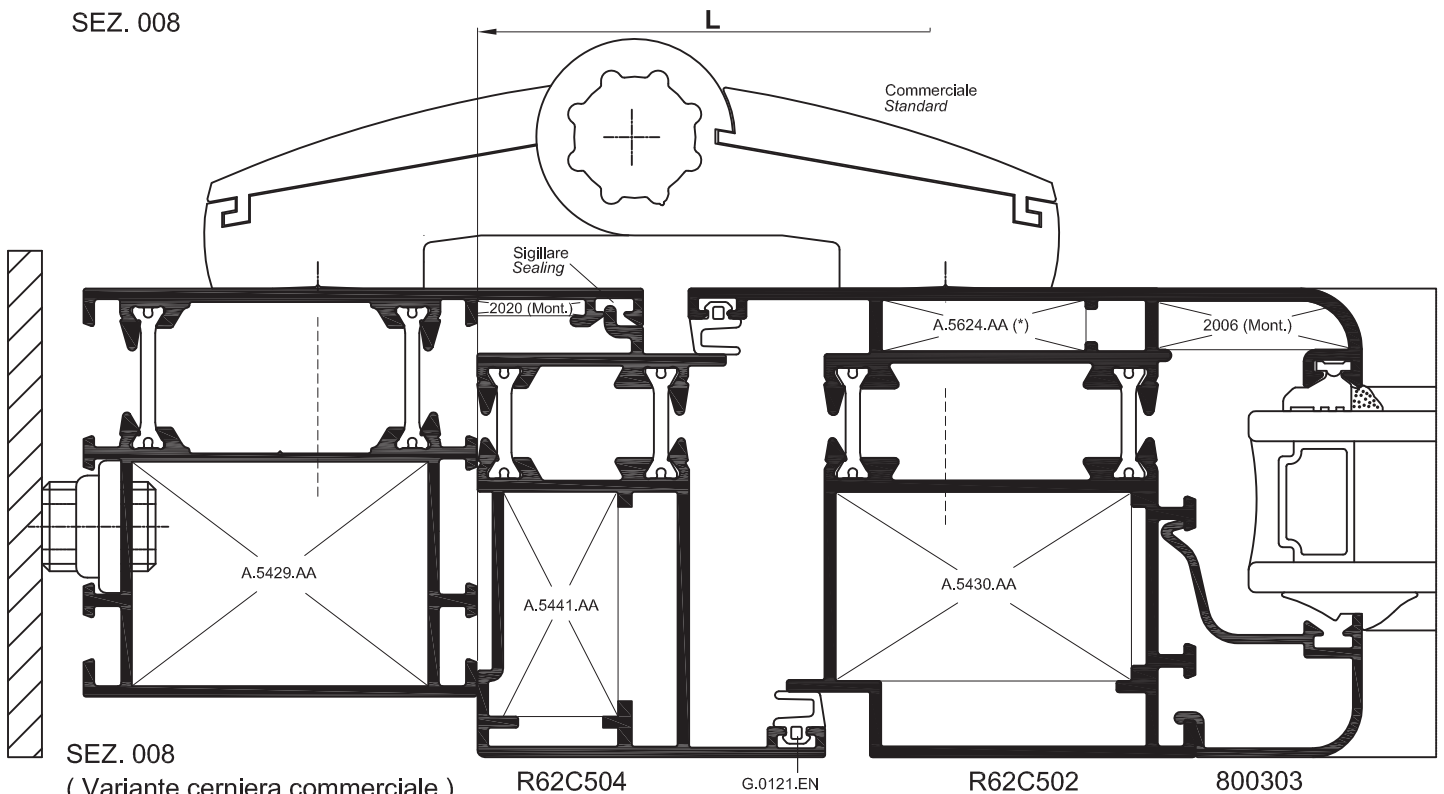 SEZ. 008
L
Commerciale
Standard
Sigillare
Sealing
2020 (Mont.)
A.5624.AA (*)
2006 (Mont.)
A.5429.AA
A.5441.AA
A.5430.AA
SEZ. 008
( Variante cerniera commerciale )
R62C504
G.0121.EN
R62C502
800303